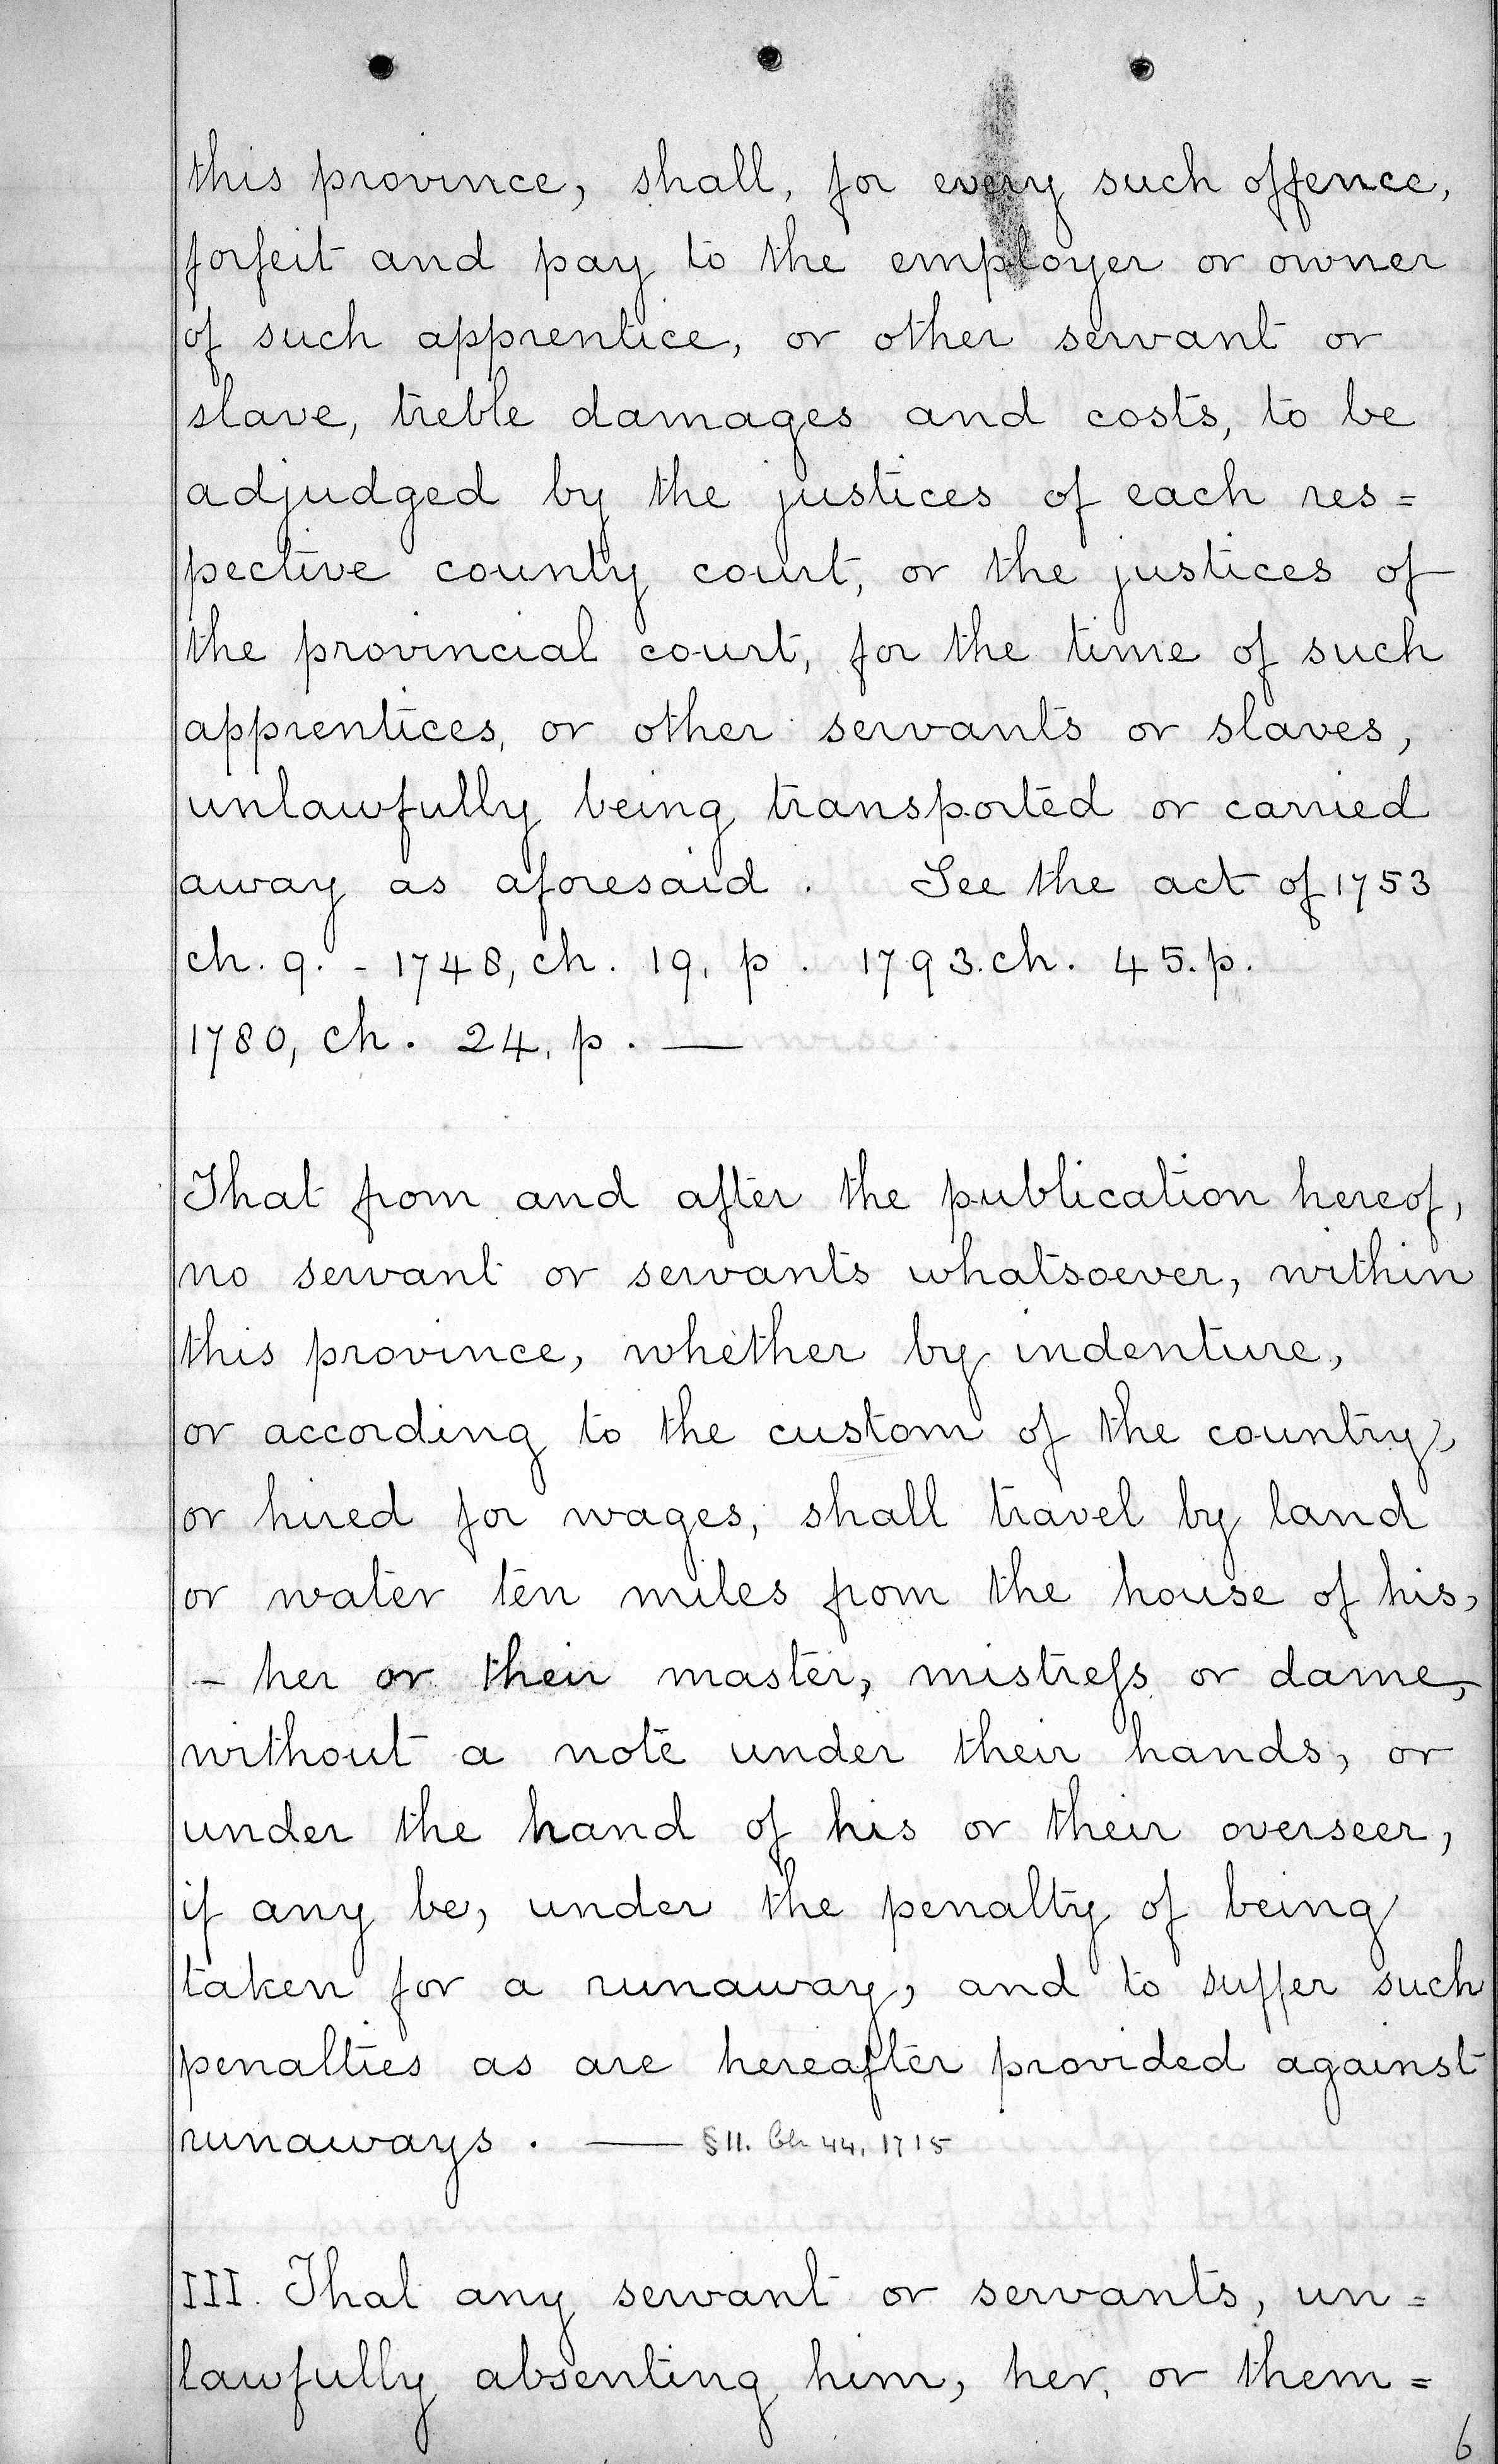 this province, shall, for every such offence,
forfeit and pay to the employer or owner
of such apprentice, or other servant or
slave, treble damages and costs, to be
adjudged by the justices of each res=
pective county court, or the justices of
the provincial court, for the time of such
apprentices, or other servants or slaves,
unlawfully being transported or carried
away as aforesaid. See the act of 1753
ch. 9. - 1748, ch. 19, p. 1793. ch. 45. p.
1780, ch. 24, p. —
That from and after the publication hereof,
no servant or servants whatsoever, within
this province, whether by indenture,
or according to the custom of the country,
or hired for wages, shall travel by land
or water ten miles from the house of his,
- her or their master, mistreſs or dame,
without a note under their hands, or
under the hand of his or their overseer,
if any be, under the penalty of being
taken for a runaway, and to suffer such
penalties as are hereafter provided against
runaways. — § II. Ch 44, 1715
III. That any servant or servants, un=
lawfully absenting him, her, or them=
6